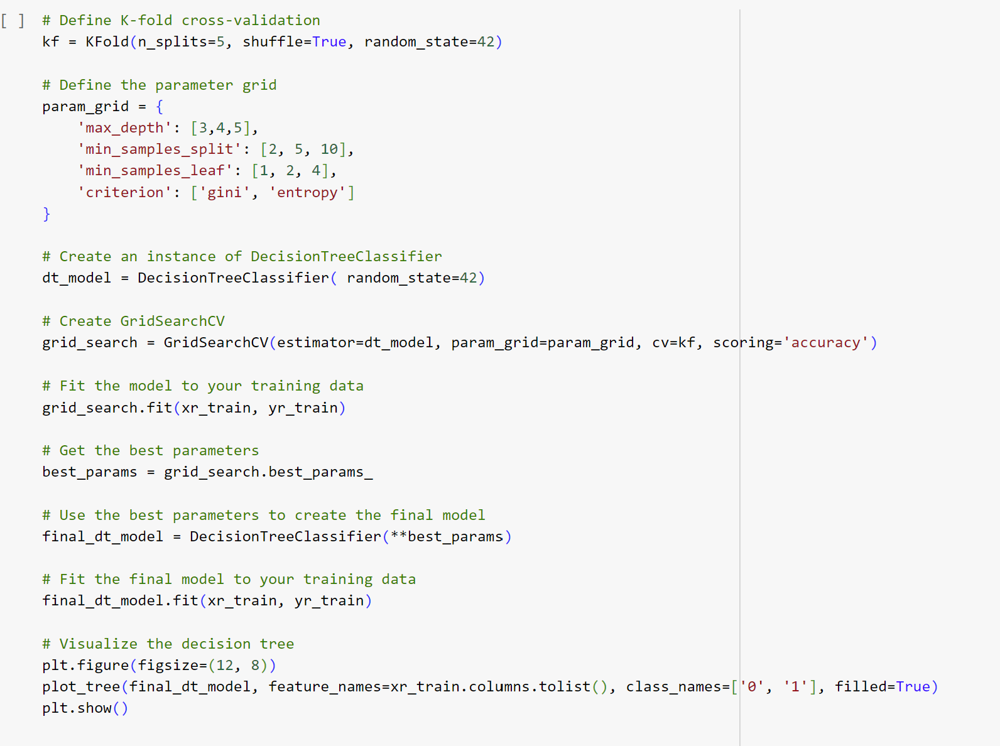 [ ] # Define K-fold cross-validation
kf = KFold(n_splits=5, shuffle=True, random_state=42)
# Define the parameter grid
param_grid = {
    'max_depth': [3,4,5],
    'min_samples_split': [2, 5, 10],
    'min_samples_leaf': [1, 2, 4],
    'criterion': ['gini', 'entropy']
}
# Create an instance of DecisionTreeClassifier
dt_model = DecisionTreeClassifier( random_state=42)
# Create GridSearchCV
grid_search = GridSearchCV(estimator=dt_model, param_grid=param_grid, cv=kf, scoring='accuracy')
# Fit the model to your training data
grid_search.fit(xr_train, yr_train)
# Get the best parameters
best_params = grid_search.best_params_
# Use the best parameters to create the final model
final_dt_model = DecisionTreeClassifier(**best_params)
# Fit the final model to your training data
final_dt_model.fit(xr_train, yr_train)
# Visualize the decision tree
plt.figure(figsize=(12, 8))
plot_tree(final_dt_model, feature_names=xr_train.columns.tolist(), class_names=['0', '1'], filled=True)
plt.show()